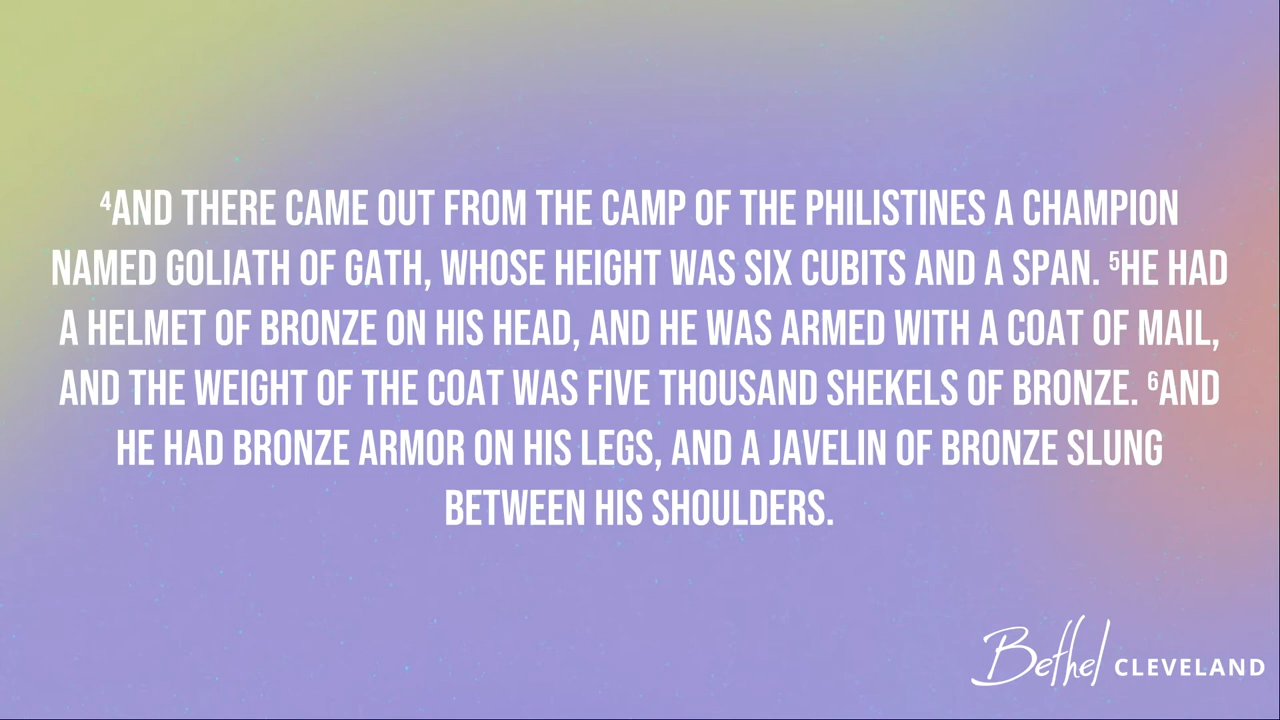 ⁴AND THERE CAME OUT FROM THE CAMP OF THE PHILISTINES A CHAMPION
NAMED GOLIATH OF GATH, WHOSE HEIGHT WAS SIX CUBITS AND A SPAN. ⁵HE HAD
A HELMET OF BRONZE ON HIS HEAD, AND HE WAS ARMED WITH A COAT OF MAIL,
AND THE WEIGHT OF THE COAT WAS FIVE THOUSAND SHEKELS OF BRONZE. ⁶AND
HE HAD BRONZE ARMOR ON HIS LEGS, AND A JAVELIN OF BRONZE SLUNG
BETWEEN HIS SHOULDERS.
Bethel CLEVELAND